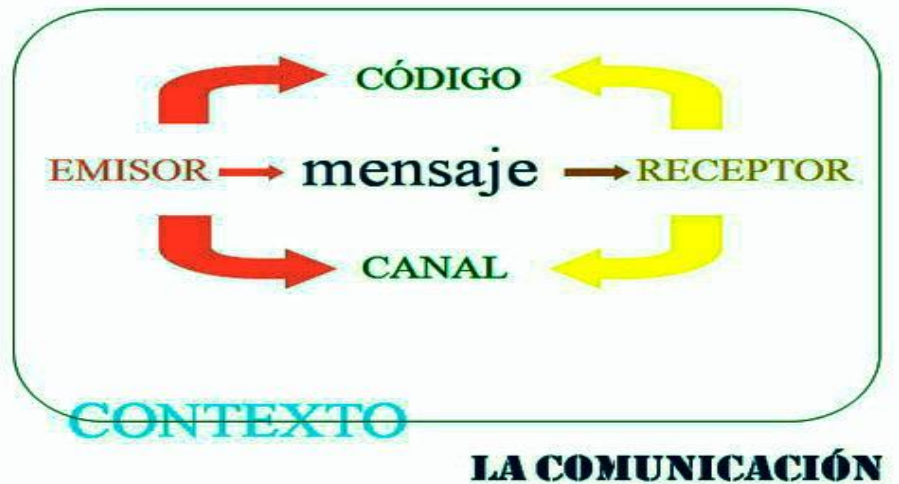 CÓDIGO
EMISOR mensaje RECEPTOR
CANAL
CONTEXTO
LA COMUNICACIÓN